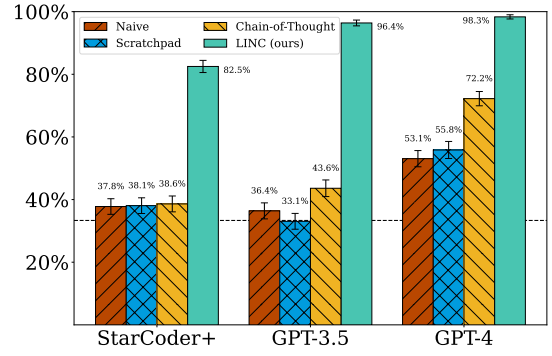 100%
80%
60%
40%
20%
Naive
Scratchpad
Chain-of-Thought
LINC (ours)
37.8%
38.1%
38.6%
82.5%
36.4%
33.1%
43.6%
96.4%
53.1%
55.8%
72.2%
98.3%
StarCoder+
GPT-3.5
GPT-4